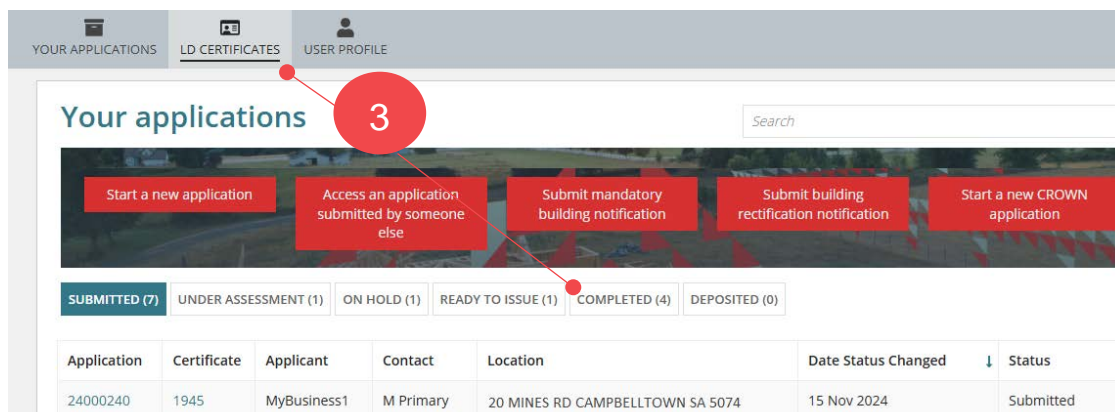 YOUR APPLICATIONS
LD CERTIFICATES
USER PROFILE
Your applications
3
Search
Start a new application
Access an application
submitted by someone
else
Submit mandatory
building notification
Submit building
rectification notification
Start a new CROWN
application
SUBMITTED (7)
UNDER ASSESSMENT (1)
ON HOLD (1)
READY TO ISSUE (1)
COMPLETED (4)
DEPOSITED (0)
Application Certificate Applicant Contact Location Date Status Changed ↓ Status
24000240 1945 MyBusiness1 M Primary 20 MINES RD CAMPBELLTOWN SA 5074 15 Nov 2024 Submitted